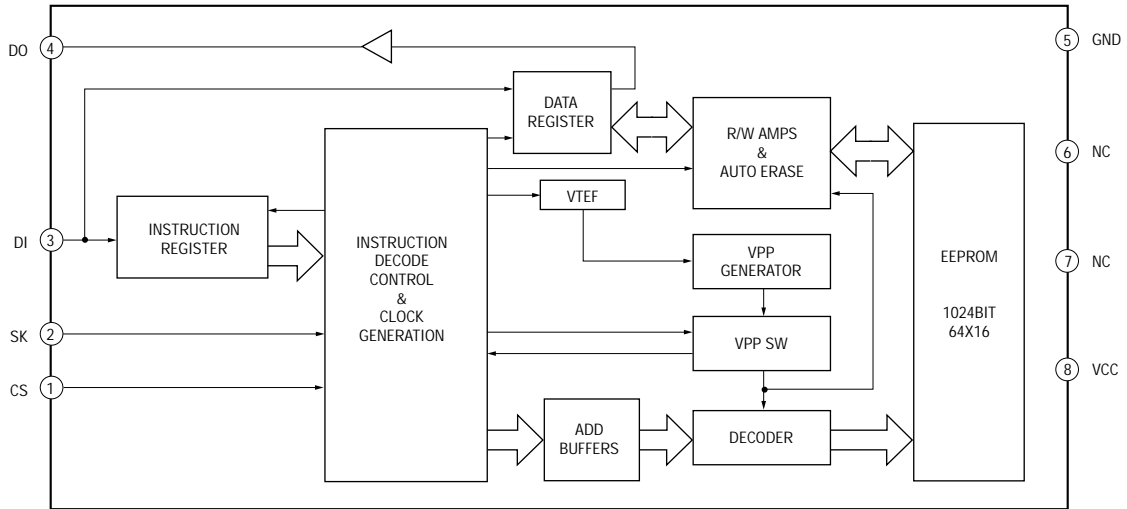 DO 4
5 GND
DATA
REGISTER
R/W AMPS
&
AUTO ERASE
6 NC
VTEF
DI 3
INSTRUCTION
REGISTER
INSTRUCTION
DECODE
CONTROL
&
CLOCK
GENERATION
VPP
GENERATOR
EEPROM
1024BIT
64X16
7 NC
SK 2
VPP SW
8 VCC
CS 1
ADD
BUFFERS
DECODER